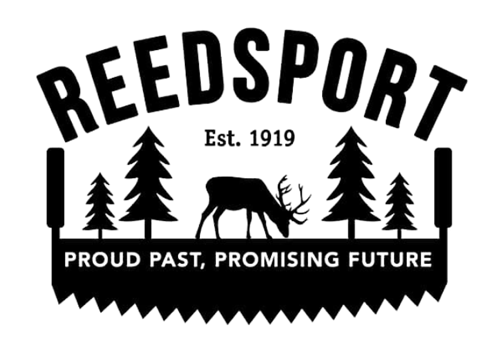 REEDSPORT
Est. 1919
PROUD PAST, PROMISING FUTURE